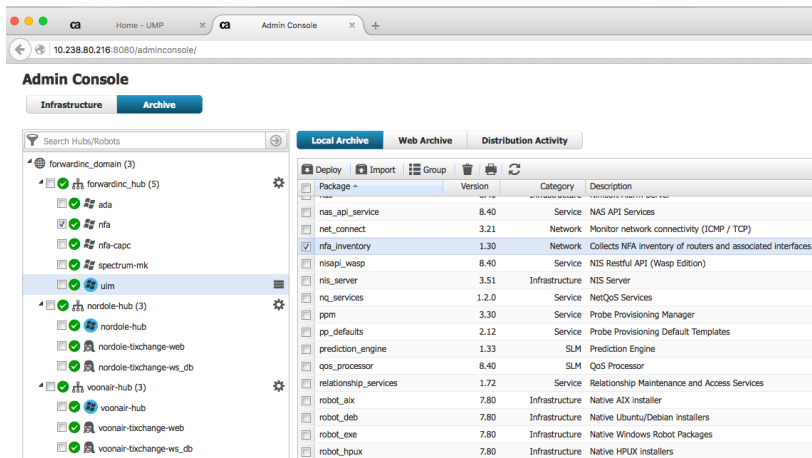 ca Home - UMP × ca Admin Console × +
10.238.80.216:8080/adminconsole/
Admin Console
Infrastructure Archive
Search Hubs/Robots
forwardinc_domain (3)
forwardinc_hub (5)
ada
nfa
nfa-capc
spectrum-mk
uim
nordole-hub (3)
nordole-hub
nordole-tixchange-web
nordole-tixchange-ws_db
voonair-hub (3)
voonair-hub
voonair-tixchange-web
voonair-tixchange-ws_db
Local Archive Web Archive Distribution Activity
Deploy Import Group
Package Version Category Description
nas_api_service 8.40 Service NAS API Services
net_connect 3.21 Network Monitor network connectivity (ICMP / TCP)
nfa_inventory 1.30 Network Collects NFA inventory of routers and associated interfaces.
nisapi_wasp 8.40 Service NIS Restful API (Wasp Edition)
nis_server 3.51 Infrastructure NIS Server
nq_services 1.2.0 Service NetQoS Services
ppm 3.30 Service Probe Provisioning Manager
pp_defaults 2.12 Service Probe Provisioning Default Templates
prediction_engine 1.33 SLM Prediction Engine
qos_processor 8.40 SLM QoS Processor
relationship_services 1.72 Service Relationship Maintenance and Access Services
robot_aix 7.80 Infrastructure Native AIX installer
robot_deb 7.80 Infrastructure Native Ubuntu/Debian installers
robot_exe 7.80 Infrastructure Native Windows Robot Packages
robot_hpux 7.80 Infrastructure Native HPUX installers